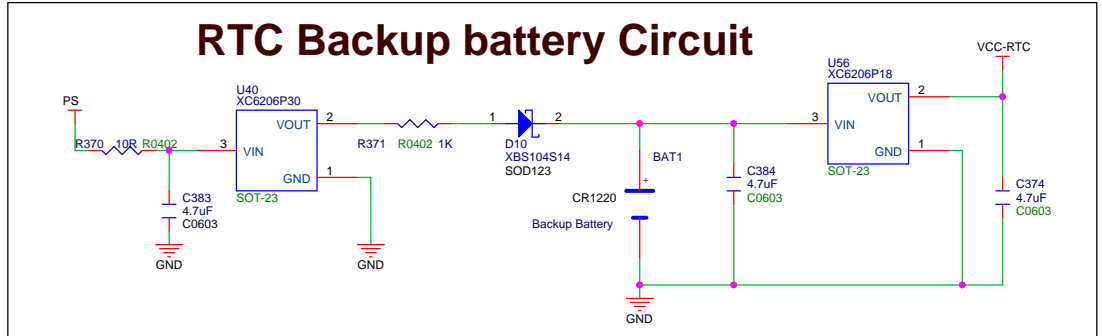 RTC Backup battery Circuit
VCC-RTC
PS
U40
XC6206P30
U56
XC6206P18
R370 10R R0402
3
VIN
VOUT
2
GND
1
SOT-23
R371 R0402 1K
1
2
D10
XBS104S14
SOD123
3
VIN
VOUT
2
GND
1
SOT-23
C383
4.7uF
C0603
GND
GND
BAT1
+
CR1220
Backup Battery
C384
4.7uF
C0603
C374
4.7uF
C0603
GND